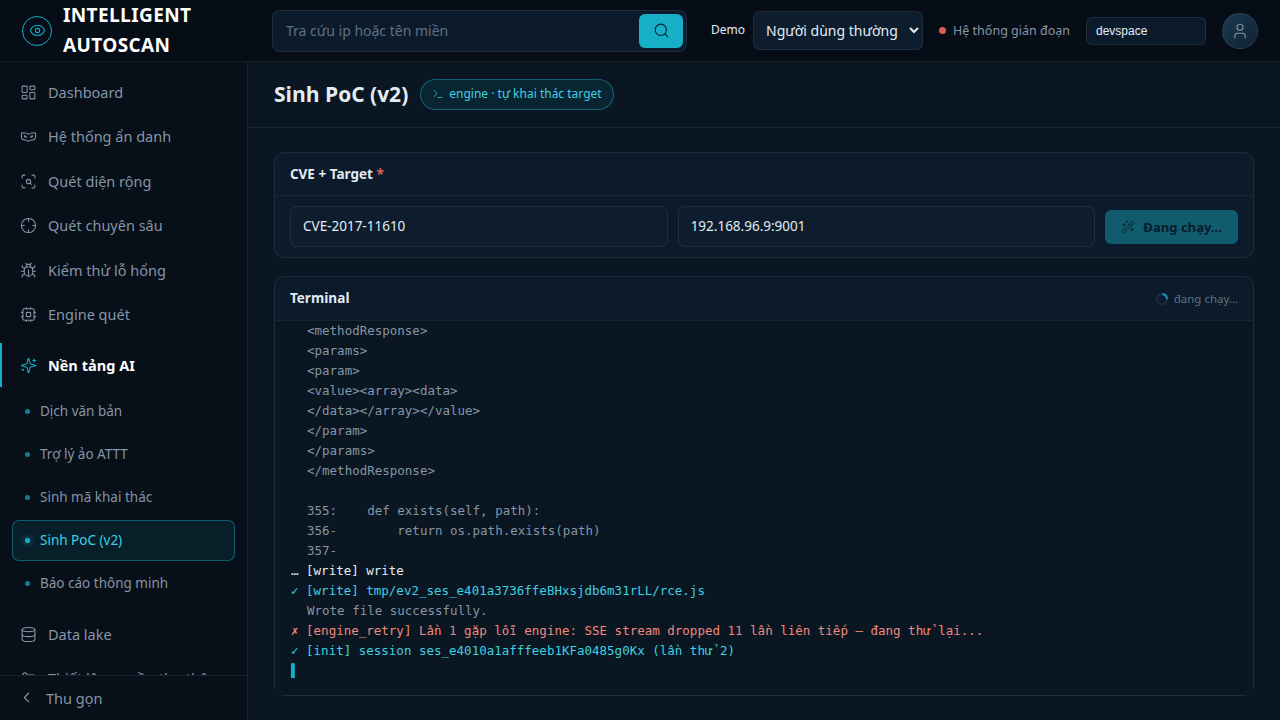 INTELLIGENT
AUTOSCAN
Tra cứu ip hoặc tên miền
Demo
Người dùng thường
Hệ thống gián đoạn
devspace
Dashboard
Hệ thống ẩn danh
Quét diện rộng
Quét chuyên sâu
Kiểm thử lỗ hổng
Engine quét
Nền tảng AI
Dịch văn bản
Trợ lý ảo ATTT
Sinh mã khai thác
Sinh PoC (v2)
Báo cáo thông minh
Data lake
Thu gọn
Sinh PoC (v2)
>_ engine · tự khai thác target
CVE + Target *
CVE-2017-11610
192.168.96.9:9001
Đang chạy...
Terminal
đang chạy...
<methodResponse>
<params>
<param>
<value><array><data>
</data></array></value>
</param>
</params>
</methodResponse>
355:    def exists(self, path):
356-        return os.path.exists(path)
357-
… [write] write
✓ [write] tmp/ev2_ses_e401a3736ffeBHxsjdb6m31rLL/rce.js
Wrote file successfully.
✗ [engine_retry] Lần 1 gặp lỗi engine: SSE stream dropped 11 lần liên tiếp — đang thử lại...
✓ [init] session ses_e4010a1afffeeb1KFa0485g0Kx (lần thứ 2)